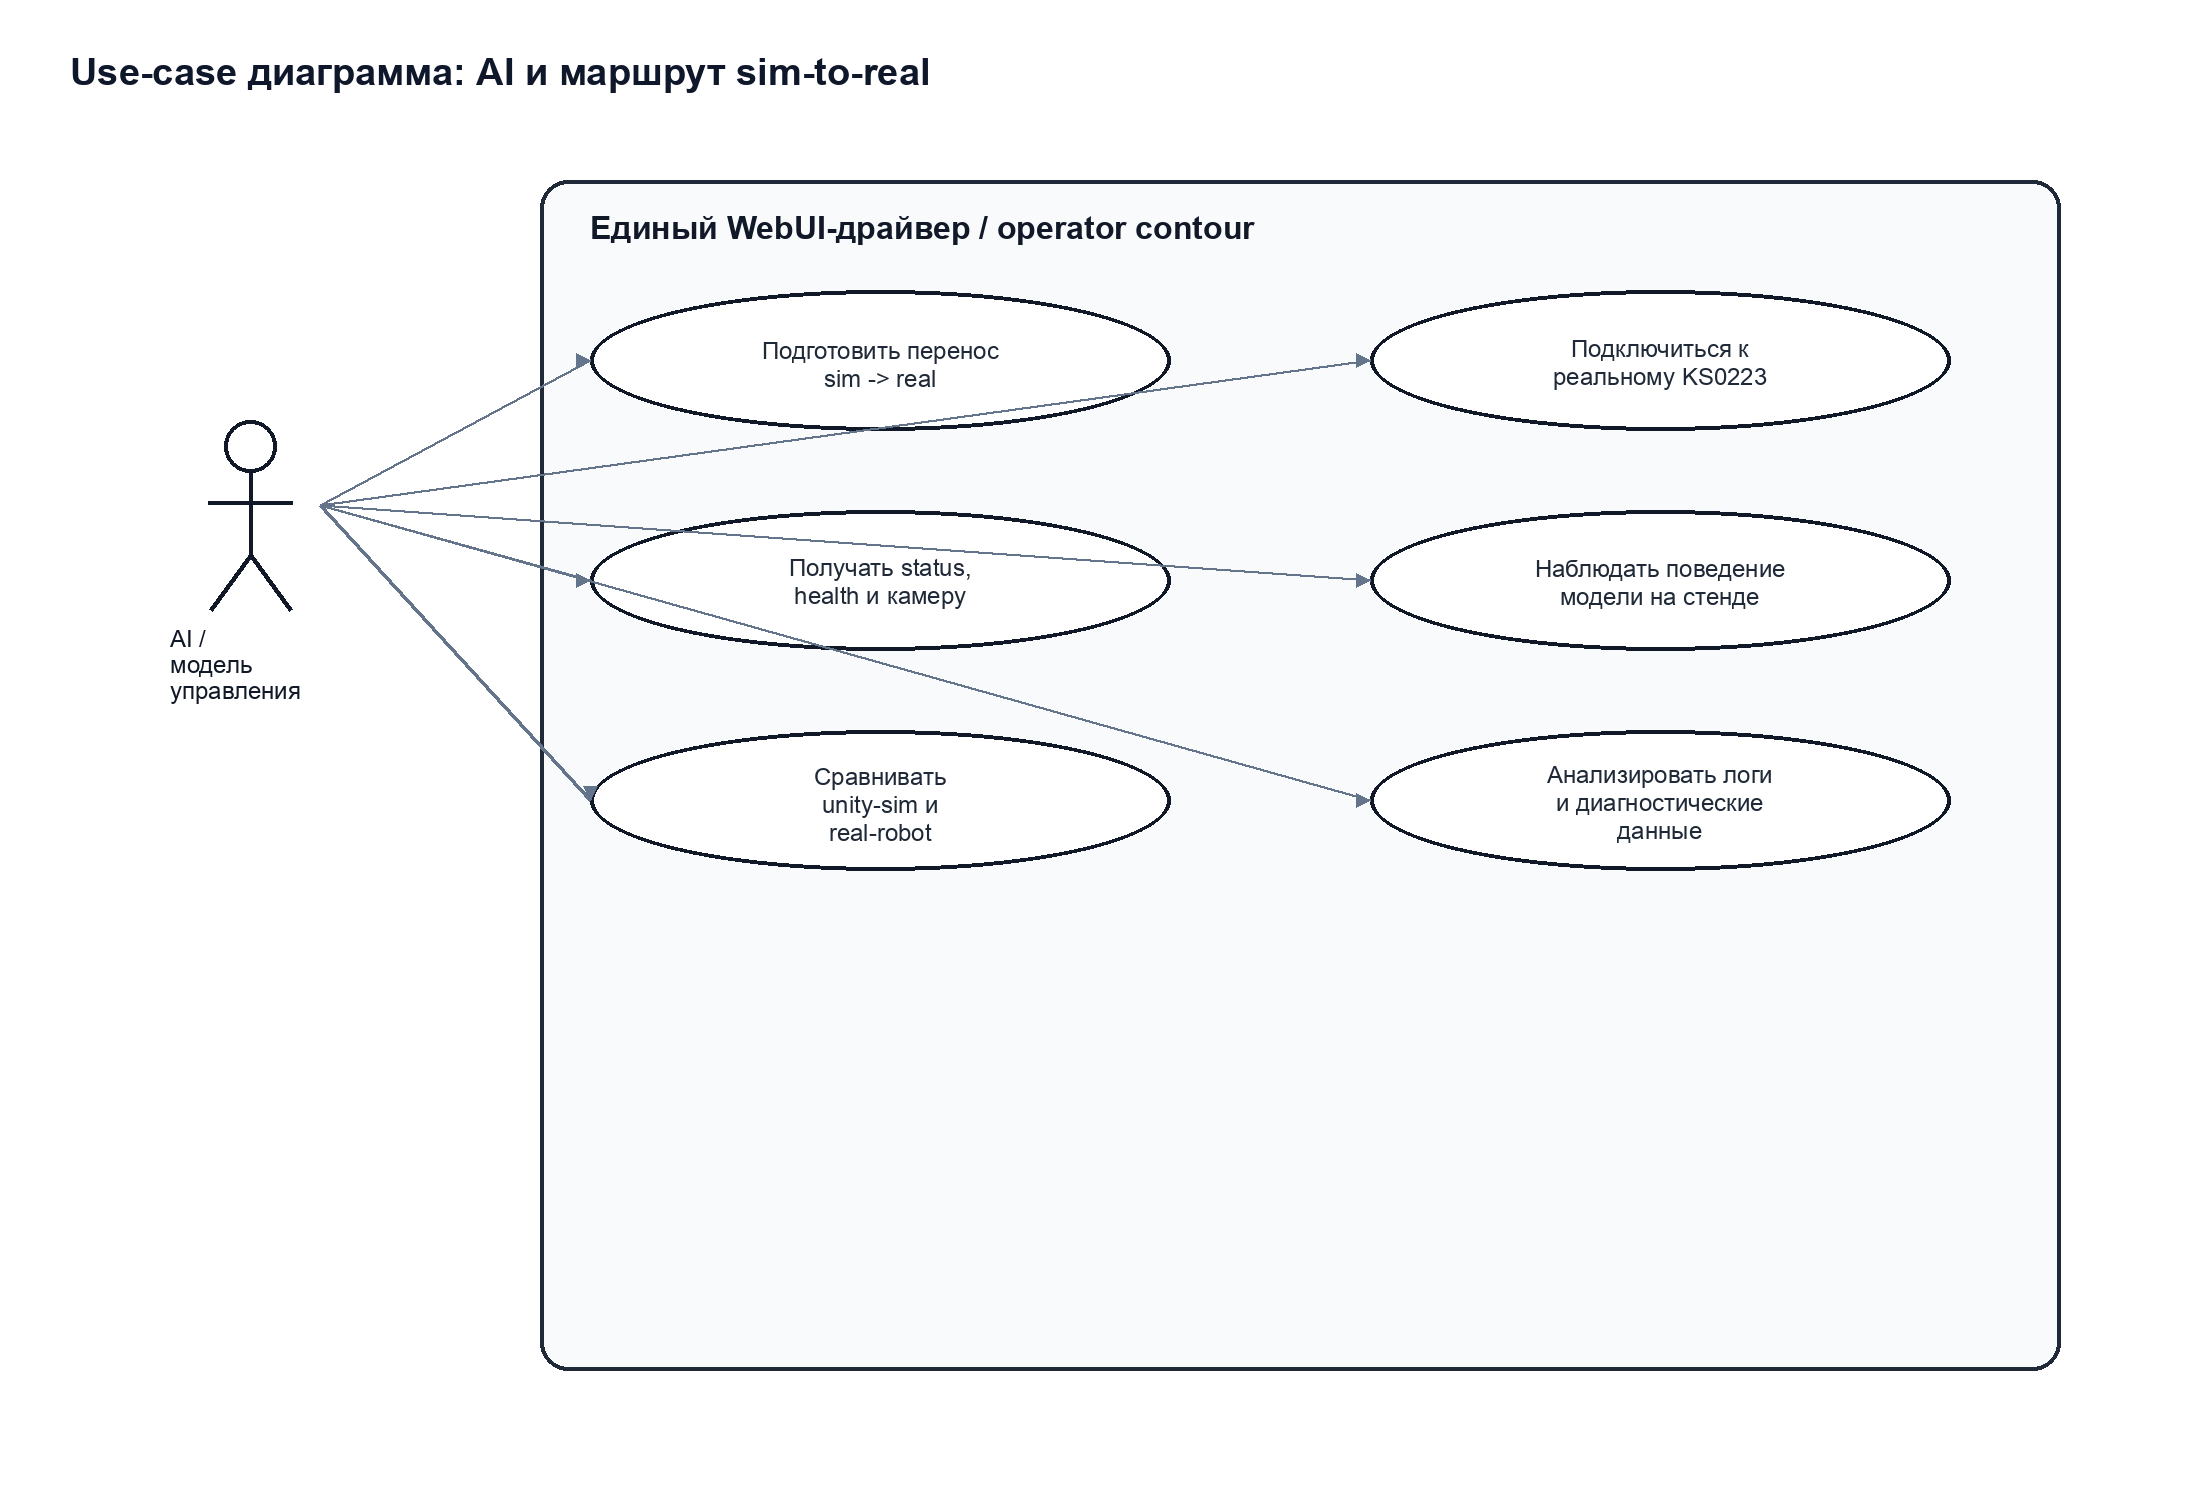 Use-case диаграмма: AI и маршрут sim-to-real
Единый WebUI-драйвер / operator contour
Подготовить перенос
sim -> real
Подключиться к
реальному KS0223
AI /
модель
управления
Получать status,
health и камеру
Наблюдать поведение
модели на стенде
Сравнивать
unity-sim и
real-robot
Анализировать логи
и диагностические
данные